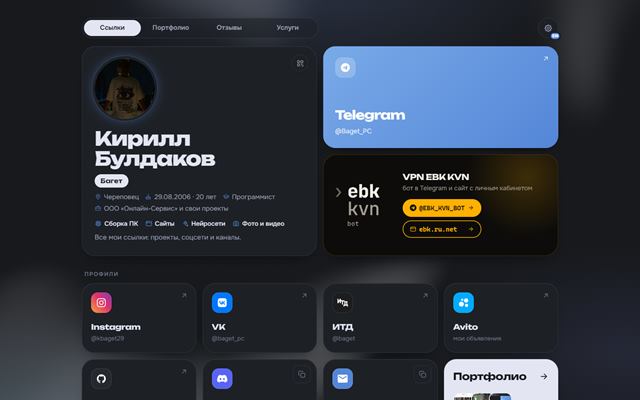 Ссылки
Портфолио
Отзывы
Услуги
Кирилл
Булдаков
Багет
Череповец
29.08.2006 · 20 лет
Программист
ООО «Онлайн-Сервис» и свои проекты
Сборка ПК
Сайты
Нейросети
Фото и видео
Все мои ссылки: проекты, соцсети и каналы.
Telegram
@Baget_PC
ebk
kvn
bot
VPN EBK KVN
бот в Telegram и сайт с личным кабинетом
@EBK_KVN_BOT →
ebk.ru.net →
ПРОФИЛИ
Instagram
@kbaget29
VK
@baget_pc
ИТД
ИТД
@baget
Avito
мои объявления
Портфолио →